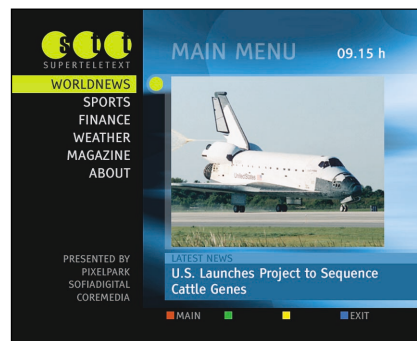 stt
SUPERTELETEXT
MAIN MENU
09.15 h
WORLDNEWS
SPORTS
FINANCE
WEATHER
MAGAZINE
ABOUT
PRESENTED BY
PIXELPARK
SOFIADIGITAL
COREMEDIA
LATEST NEWS
U.S. Launches Project to Sequence
Cattle Genes
MAIN
EXIT